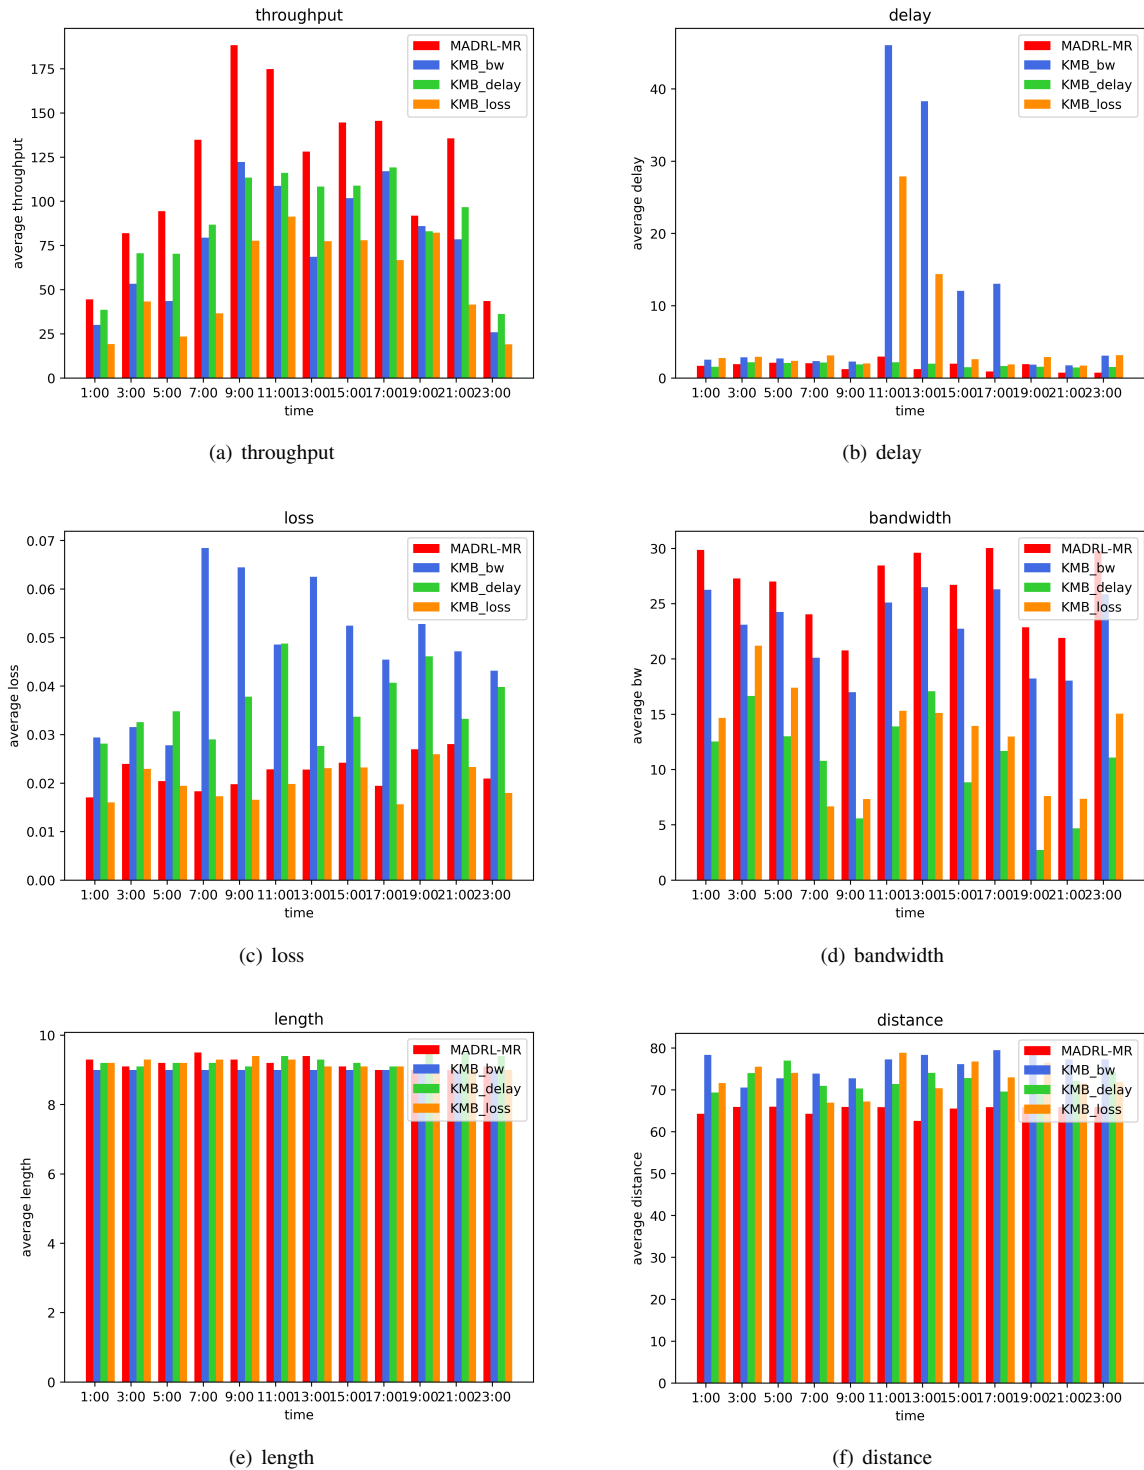 throughput
average throughput
175
150
125
100
75
50
25
0
MADRL-MR
KMB_bw
KMB_delay
KMB_loss
1:00 3:00 5:00 7:00 9:00 11:00 13:00 15:00 17:00 19:00 21:00 23:00
time
(a) throughput
delay
average delay
40
30
20
10
0
MADRL-MR
KMB_bw
KMB_delay
KMB_loss
1:00 3:00 5:00 7:00 9:00 11:00 13:00 15:00 17:00 19:00 21:00 23:00
time
(b) delay
loss
average loss
0.07
0.06
0.05
0.04
0.03
0.02
0.01
0.00
MADRL-MR
KMB_bw
KMB_delay
KMB_loss
1:00 3:00 5:00 7:00 9:00 11:00 13:00 15:00 17:00 19:00 21:00 23:00
time
(c) loss
bandwidth
average bw
30
25
20
15
10
5
0
MADRL-MR
KMB_bw
KMB_delay
KMB_loss
1:00 3:00 5:00 7:00 9:00 11:00 13:00 15:00 17:00 19:00 21:00 23:00
time
(d) bandwidth
length
average length
10
8
6
4
2
0
MADRL-MR
KMB_bw
KMB_delay
KMB_loss
1:00 3:00 5:00 7:00 9:00 11:00 13:00 15:00 17:00 19:00 21:00 23:00
time
(e) length
distance
average distance
80
70
60
50
40
30
20
10
0
MADRL-MR
KMB_bw
KMB_delay
KMB_loss
1:00 3:00 5:00 7:00 9:00 11:00 13:00 15:00 17:00 19:00 21:00 23:00
time
(f) distance